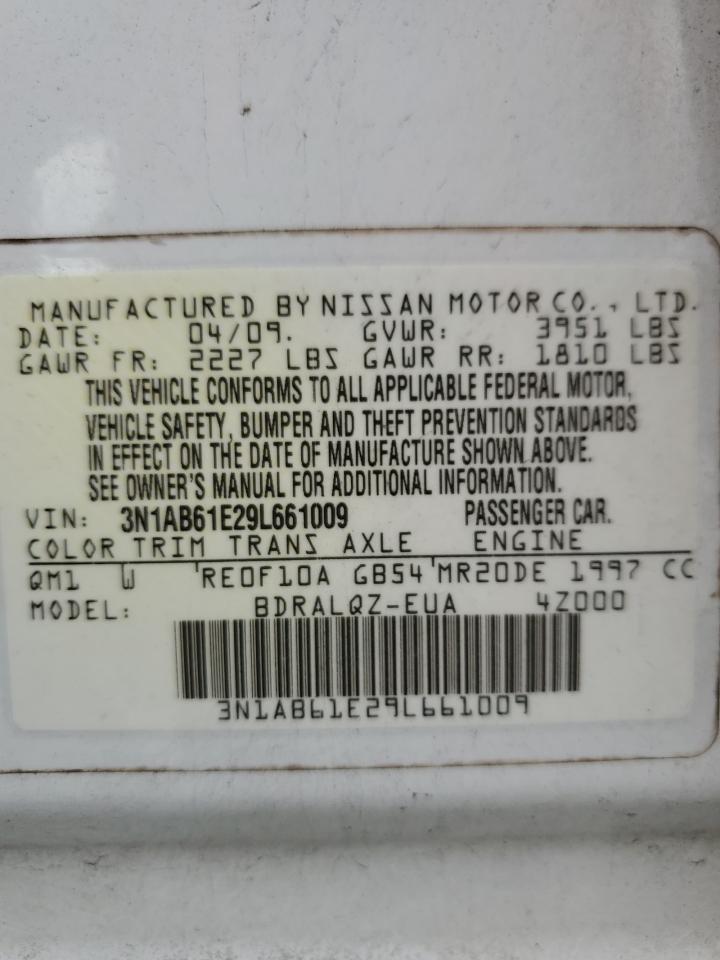 MANUFACTURED BY NISSAN MOTOR CO., LTD.
DATE: 04/09. GVWR: 3951 LBS
GAWR FR: 2227 LBS GAWR RR: 1810 LBS
THIS VEHICLE CONFORMS TO ALL APPLICABLE FEDERAL MOTOR,
VEHICLE SAFETY, BUMPER AND THEFT PREVENTION STANDARDS
IN EFFECT ON THE DATE OF MANUFACTURE SHOWN ABOVE.
SEE OWNER'S MANUAL FOR ADDITIONAL INFORMATION.
VIN: 3N1AB61E29L661009 PASSENGER CAR.
COLOR TRIM TRANS AXLE ENGINE
QM1 W 'RE0F10A GB54'MR20DE 1997 CC
MODEL: BDRALQZ-EUA 4Z000
3N1AB61E29L661009